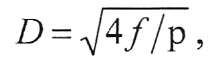 D = √4f/p ,